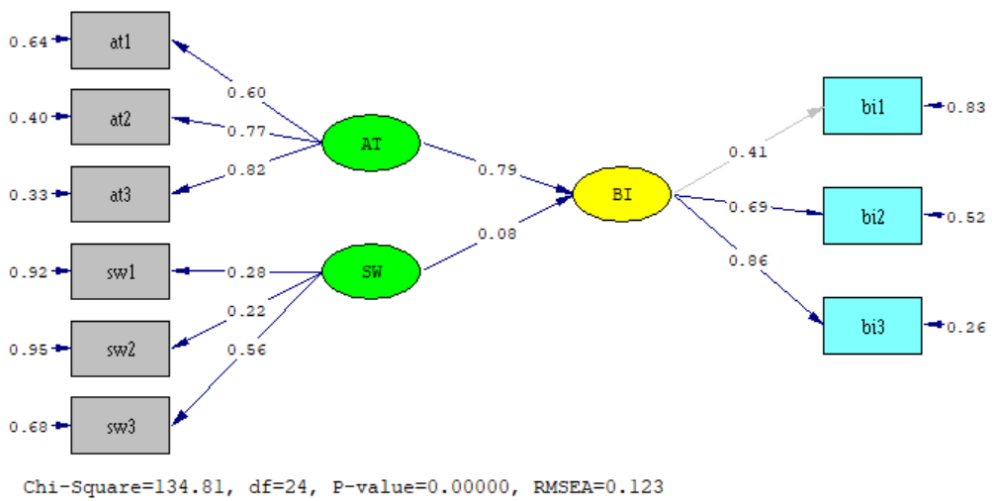 0.64
at1
0.60
0.40
at2
0.77
AT
0.82
0.33
at3
0.79
BI
0.41
bi1
0.83
0.69
bi2
0.52
0.08
0.92
sw1
0.28
SW
0.22
0.86
0.95
sw2
0.56
bi3
0.26
0.68
sw3
Chi-Square=134.81, df=24, P-value=0.00000, RMSEA=0.123